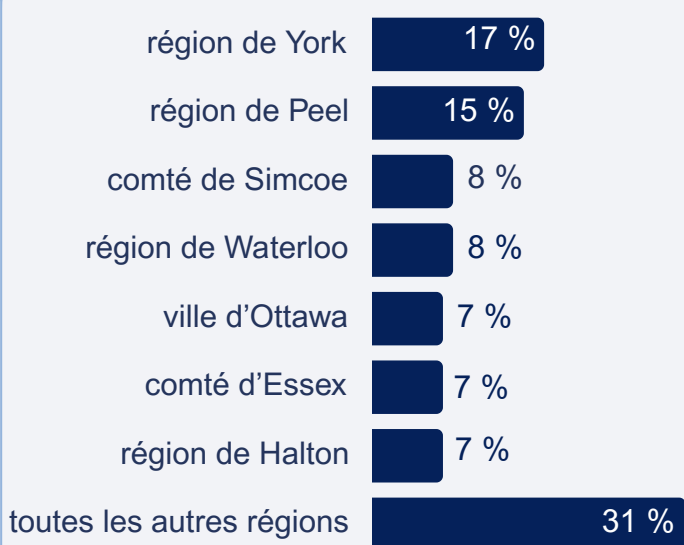 région de York 17 %
région de Peel 15 %
comté de Simcoe 8 %
région de Waterloo 8 %
ville d’Ottawa 7 %
comté d’Essex 7 %
région de Halton 7 %
toutes les autres régions 31 %